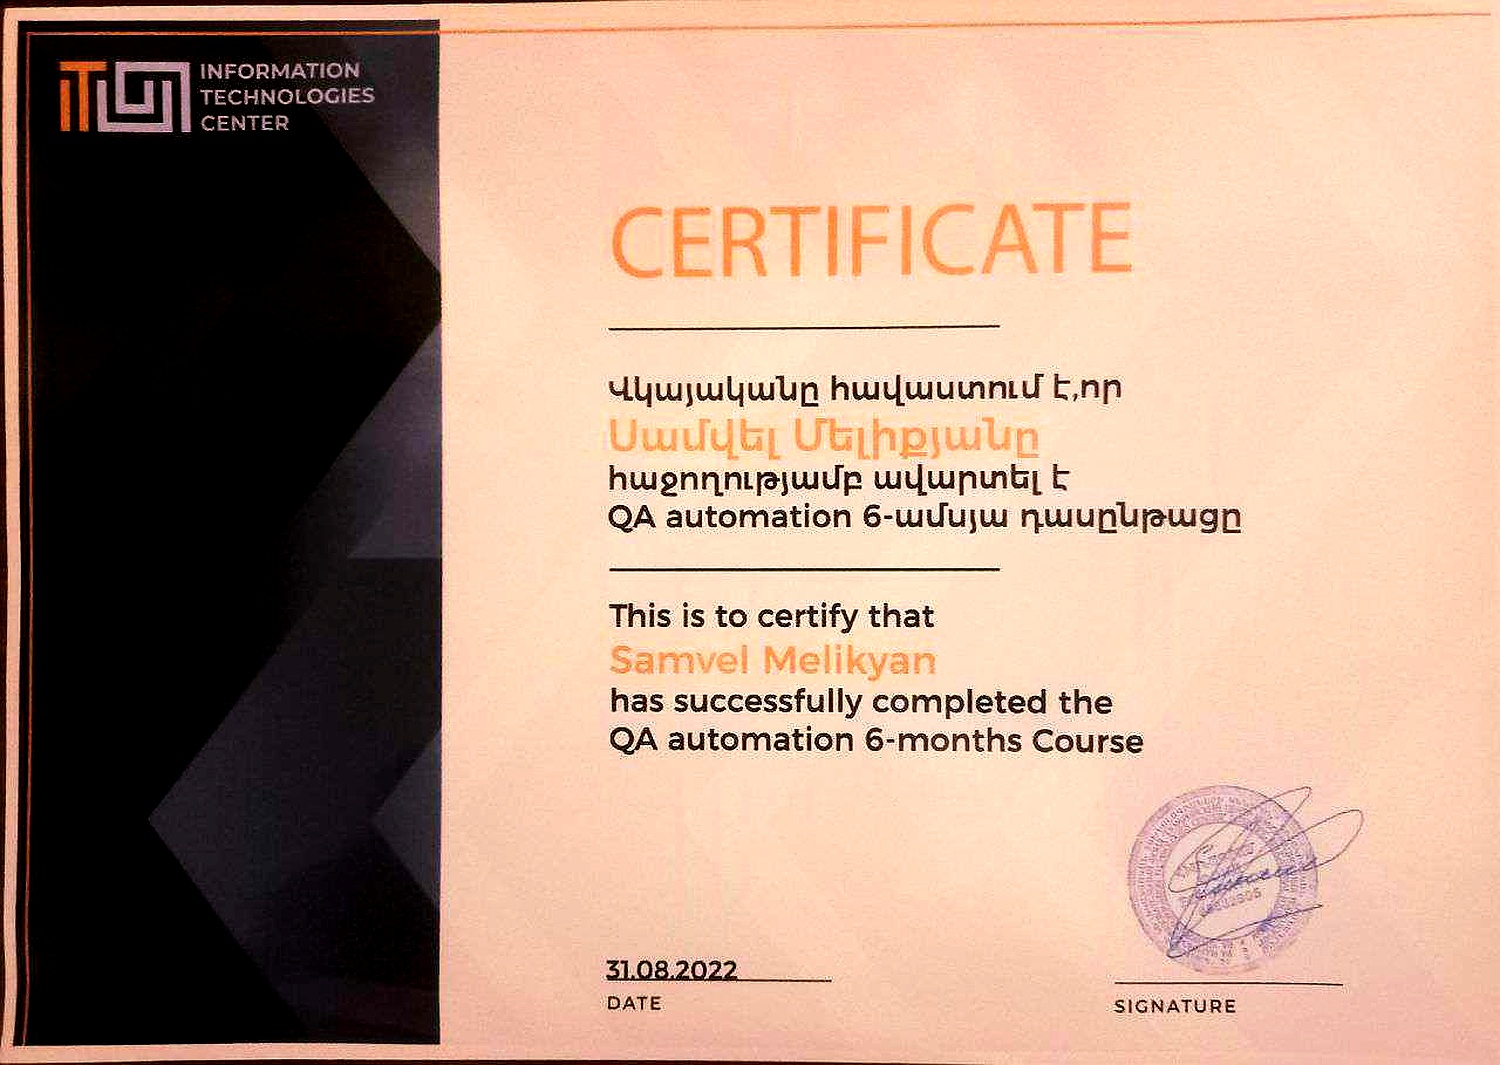 INFORMATION
TECHNOLOGIES
CENTER
CERTIFICATE
Վկայականը հավաստում է,որ
Սամվել Մելիքյանը
հաջողությամբ ավարտել է
QA automation 6-ամսյա դասընթացը
This is to certify that
Samvel Melikyan
has successfully completed the
QA automation 6-months Course
31.08.2022
DATE
SIGNATURE